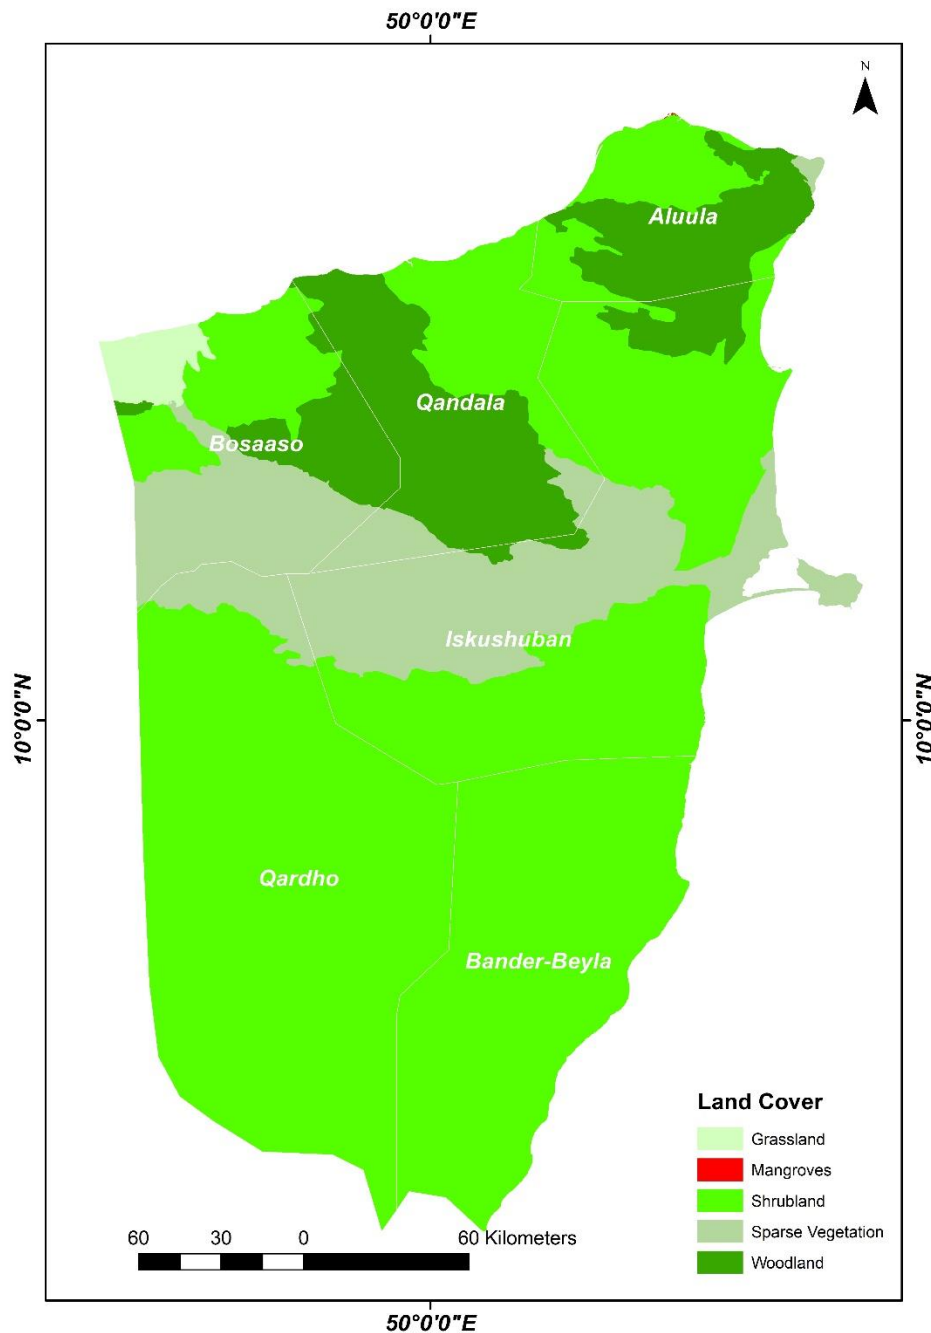 50°0'0"E
N
Aluula
Qandala
Bosaaso
Iskushuban
10°0'0"N
10°0'0"N
Qardho
Bander-Beyla
Land Cover
Grassland
Mangroves
Shrubland
Sparse Vegetation
Woodland
60 30 0 60 Kilometers
50°0'0"E